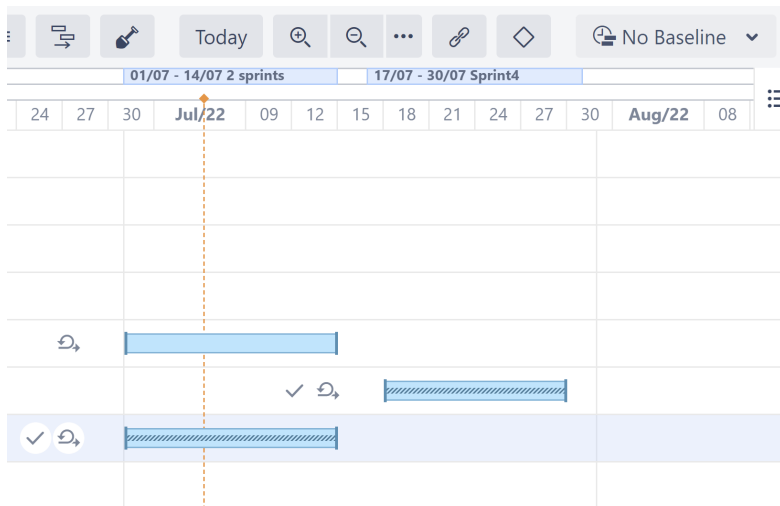 Today
No Baseline
01/07 - 14/07 2 sprints
17/07 - 30/07 Sprint4
24 27 30 Jul/22 09 12 15 18 21 24 27 30 Aug/22 08